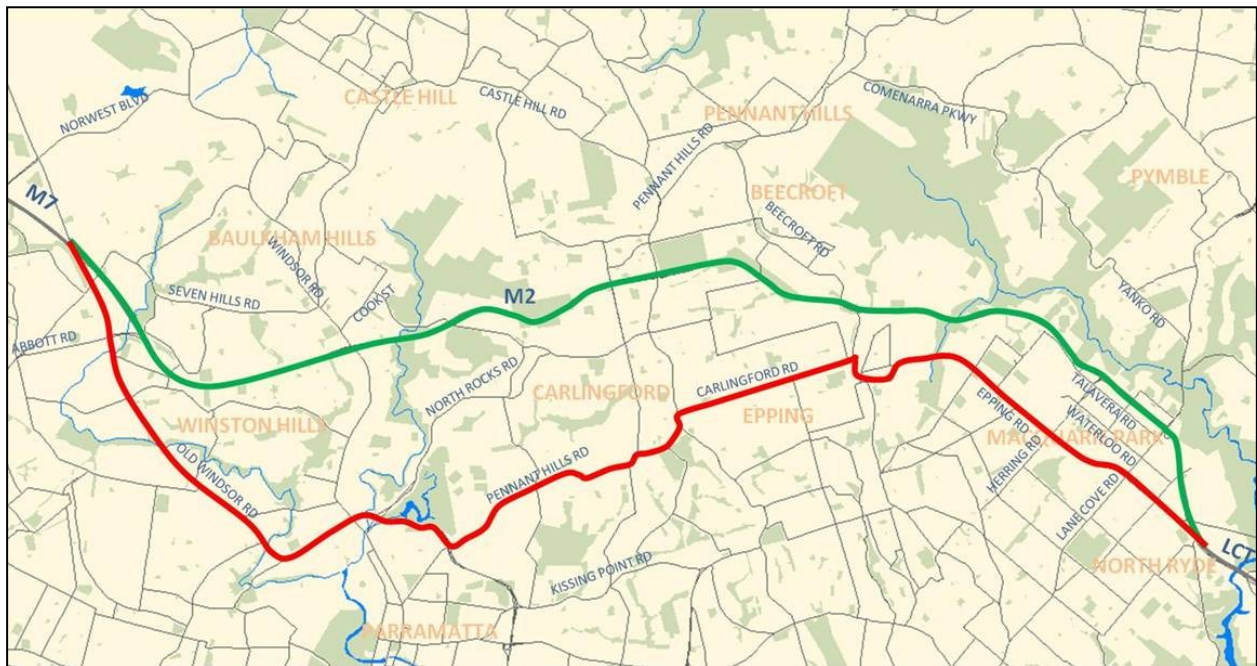 CASTLE HILL
CASTLE HILL RD
COMENARRA PKWY
NORWEST BLVD
PENNANT HILLS
PENNANT HILLS RD
PYMBLE
BEECROFT
M7
BEECROFT RD
BAULKHAM HILLS
WINDSOR RD
SEVEN HILLS RD
COOK ST
M2
YANKO RD
ABBOTT RD
NORTH ROCKS RD
CARLINGFORD
CARLINGFORD RD
TALAVERA RD
WINSTON HILLS
EPPING
EPPING RD
WATERLOO RD
MACQUARIE PARK
HERRING RD
OLD WINDSOR RD
PENNANT HILLS RD
LANE COVE RD
KISSING POINT RD
NORTH RYDE
LCT
PARRAMATTA